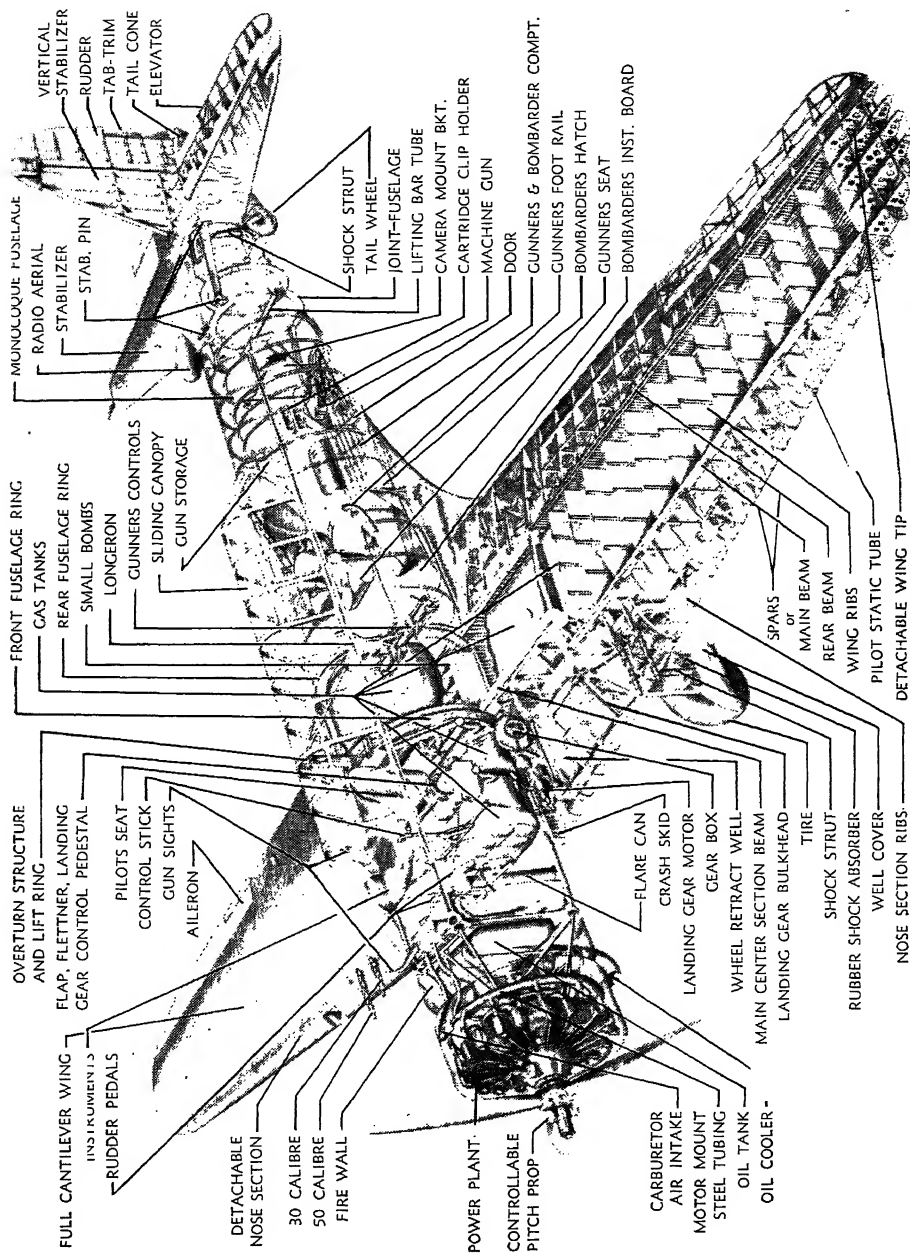 VERTICAL
STABILIZER
RUDDER
TAB-TRIM
TAIL CONE
ELEVATOR
MONOCOQUE FUSELAGE
RADIO AERIAL
STABILIZER
STAB. PIN
SHOCK STRUT
TAIL WHEEL
JOINT-FUSELAGE
LIFTING BAR TUBE
CAMERA MOUNT BKT.
CARTRIDGE CLIP HOLDER
MACHINE GUN
DOOR
GUNNERS & BOMBARDER COMPT.
GUNNERS FOOT RAIL
BOMBARDERS HATCH
GUNNERS SEAT
BOMBARDERS INST. BOARD
FRONT FUSELAGE RING
GAS TANKS
REAR FUSELAGE RING
SMALL BOMBS
LONGERON
GUNNERS CONTROLS
SLIDING CANOPY
GUN STORAGE
OVERTURN STRUCTURE
AND LIFT RING
FLAP, FLETTNER, LANDING
GEAR CONTROL PEDESTAL
PILOTS SEAT
CONTROL STICK
GUN SIGHTS
AILERON
FULL CANTILEVER WING
INSTRUMENTS
RUDDER PEDALS
DETACHABLE
NOSE SECTION
30 CALIBRE
50 CALIBRE
FIRE WALL
POWER PLANT
CONTROLLABLE
PITCH PROP
CARBURETOR
AIR INTAKE
MOTOR MOUNT
STEEL TUBING
OIL TANK
OIL COOLER
FLARE CAN
CRASH SKID
LANDING GEAR MOTOR
GEAR BOX
WHEEL RETRACT WELL
MAIN CENTER SECTION BEAM
LANDING GEAR BULKHEAD
TIRE
SHOCK STRUT
RUBBER SHOCK ABSORBER
WELL COVER
NOSE SECTION RIBS
SPARS
or
MAIN BEAM
REAR BEAM
WING RIBS
PILOT STATIC TUBE
DETACHABLE WING TIP